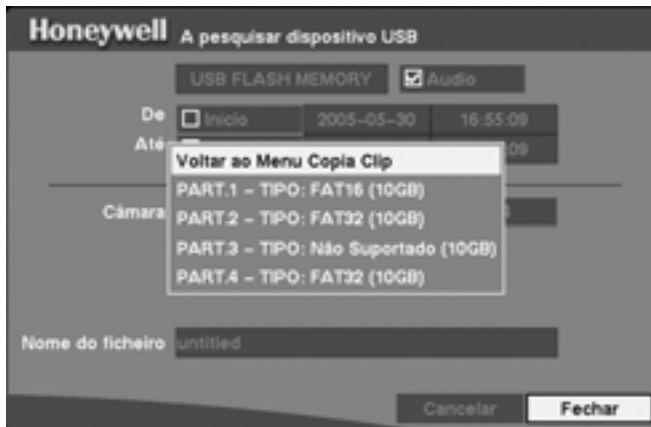 Honeywell A pesquisar dispositivo USB
USB FLASH MEMORY Audio
De Início 2005-05-30 16:55:09
Até :09
Voltar ao Menu Copia Clip
PART.1 - TIPO: FAT16 (10GB)
Câmara
PART.2 - TIPO: FAT32 (10GB)
PART.3 - TIPO: Não Suportado (10GB)
PART.4 - TIPO: FAT32 (10GB)
Nome do ficheiro untitled
Cancelar Fechar